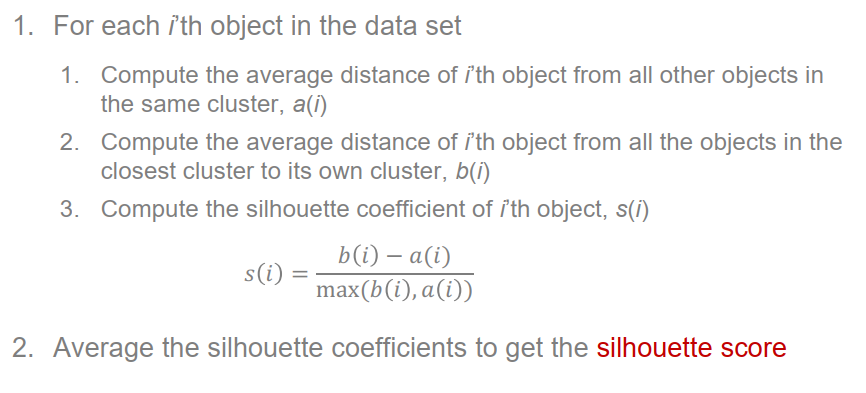 1. For each i'th object in the data set
1. Compute the average distance of i'th object from all other objects in
the same cluster, a(i)
2. Compute the average distance of i'th object from all the objects in the
closest cluster to its own cluster, b(i)
3. Compute the silhouette coefficient of i'th object, s(i)
s(i) = b(i) − a(i) / max(b(i), a(i))
2. Average the silhouette coefficients to get the silhouette score